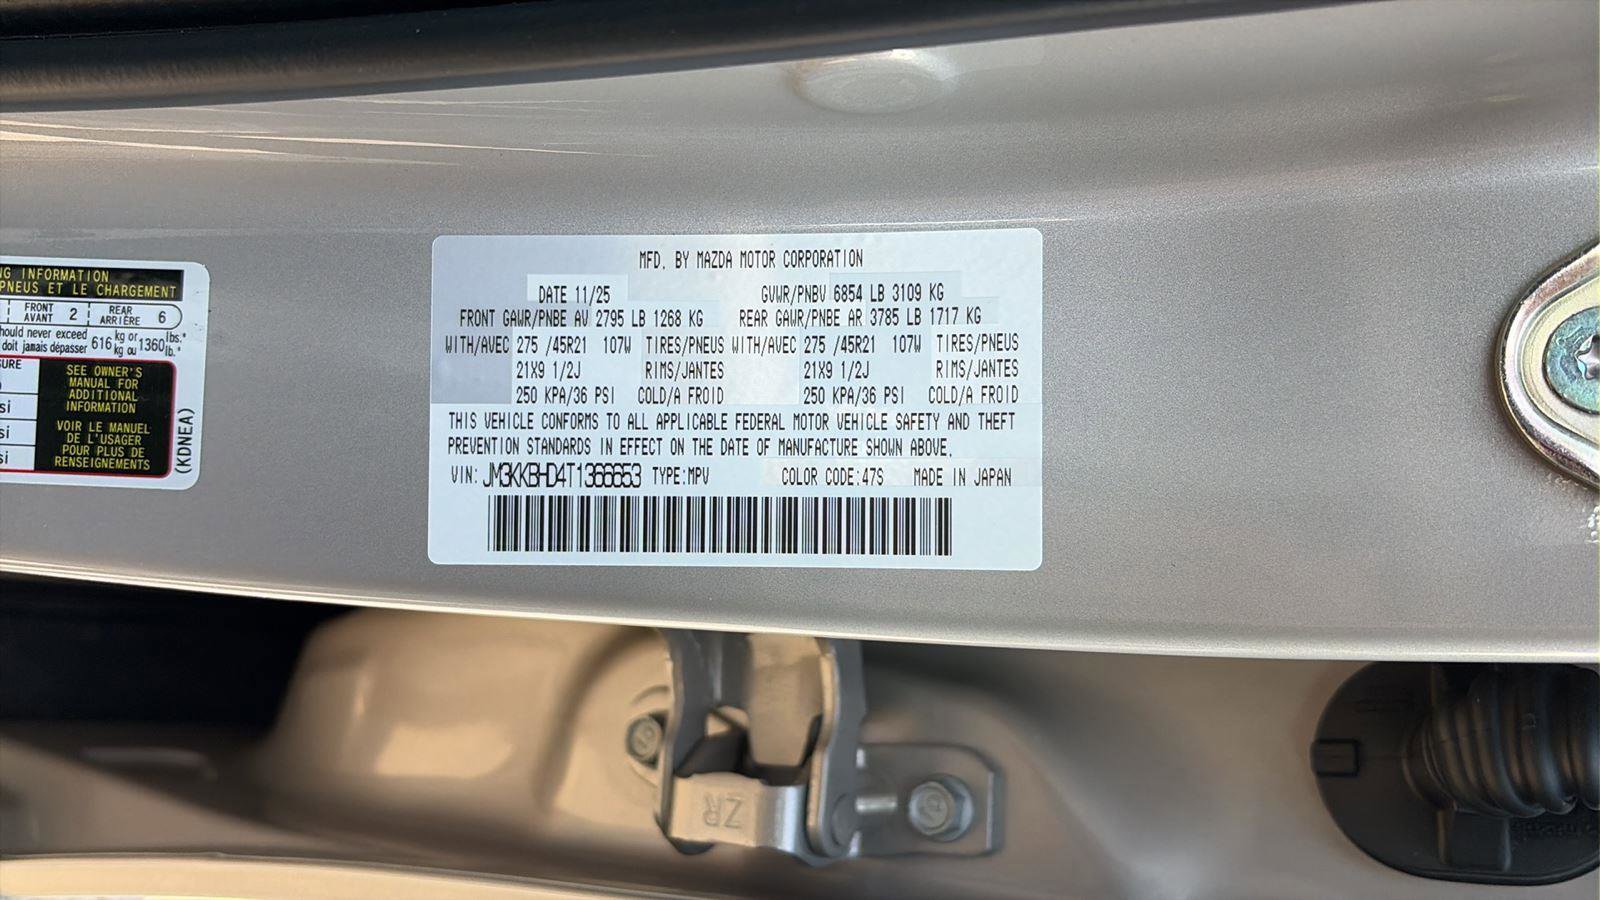 NG INFORMATION
PNEUS ET LE CHARGEMENT
FRONT AVANT 2 REAR ARRIÈRE 6
hould never exceed 616 kg or 1360 lbs.*
doit jamais dépasser kg ou lb.*
SURE
SEE OWNER'S
MANUAL FOR
ADDITIONAL
INFORMATION
VOIR LE MANUEL
DE L'USAGER
POUR PLUS DE
RENSEIGNEMENTS
si
si
si
(KDNEA)
MFD. BY MAZDA MOTOR CORPORATION
DATE 11/25 GVWR/PNBV 6854 LB 3109 KG
FRONT GAWR/PNBE AV 2795 LB 1268 KG REAR GAWR/PNBE AR 3785 LB 1717 KG
WITH/AVEC 275 /45R21 107W TIRES/PNEUS WITH/AVEC 275 /45R21 107W TIRES/PNEUS
21X9 1/2J RIMS/JANTES 21X9 1/2J RIMS/JANTES
250 KPA/36 PSI COLD/A FROID 250 KPA/36 PSI COLD/A FROID
THIS VEHICLE CONFORMS TO ALL APPLICABLE FEDERAL MOTOR VEHICLE SAFETY AND THEFT
PREVENTION STANDARDS IN EFFECT ON THE DATE OF MANUFACTURE SHOWN ABOVE.
VIN: JM3KKBHD4T1366653 TYPE:MPV COLOR CODE:47S MADE IN JAPAN
ZR